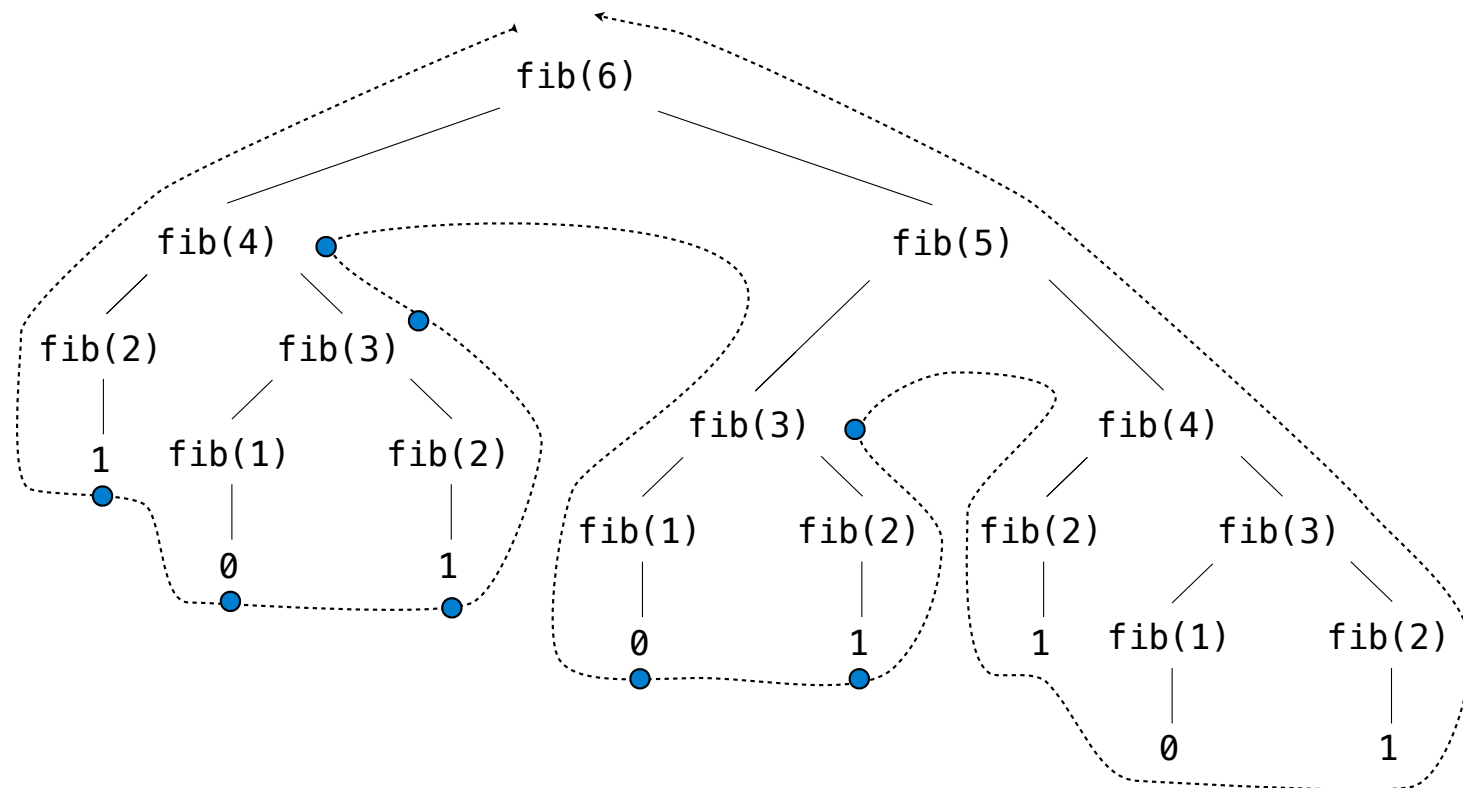 fib(6)
fib(4) fib(5)
fib(2) fib(3)
fib(3) fib(4)
1 fib(1) fib(2)
fib(1) fib(2) fib(2) fib(3)
0 1
0 1 1 fib(1) fib(2)
0 1